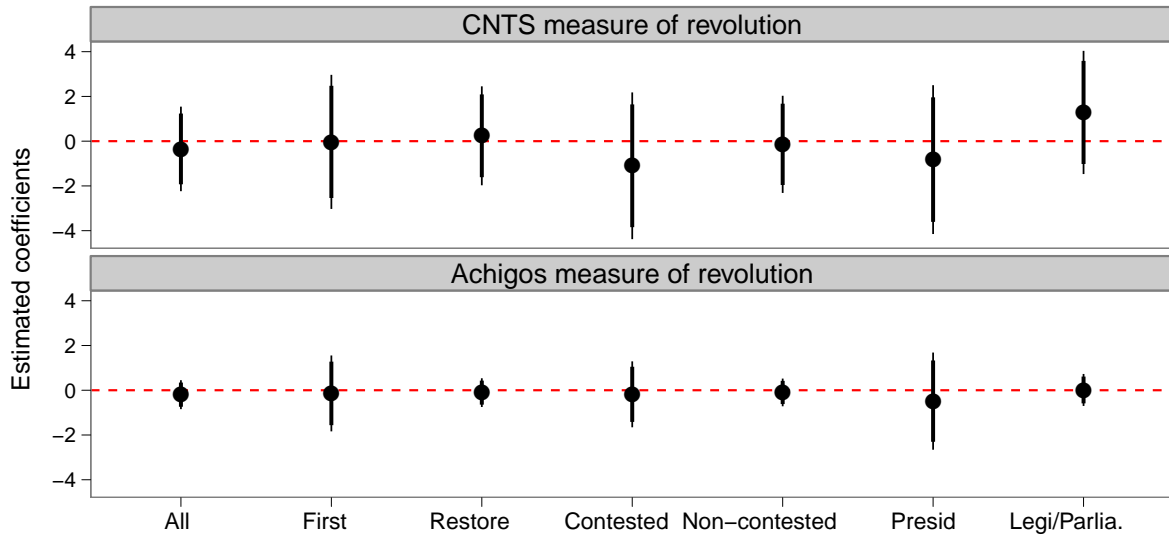 CNTS measure of revolution
4
2
0
−2
−4
Achigos measure of revolution
4
2
0
−2
−4
Estimated coefficients
All First Restore Contested Non−contested Presid Legi/Parlia.